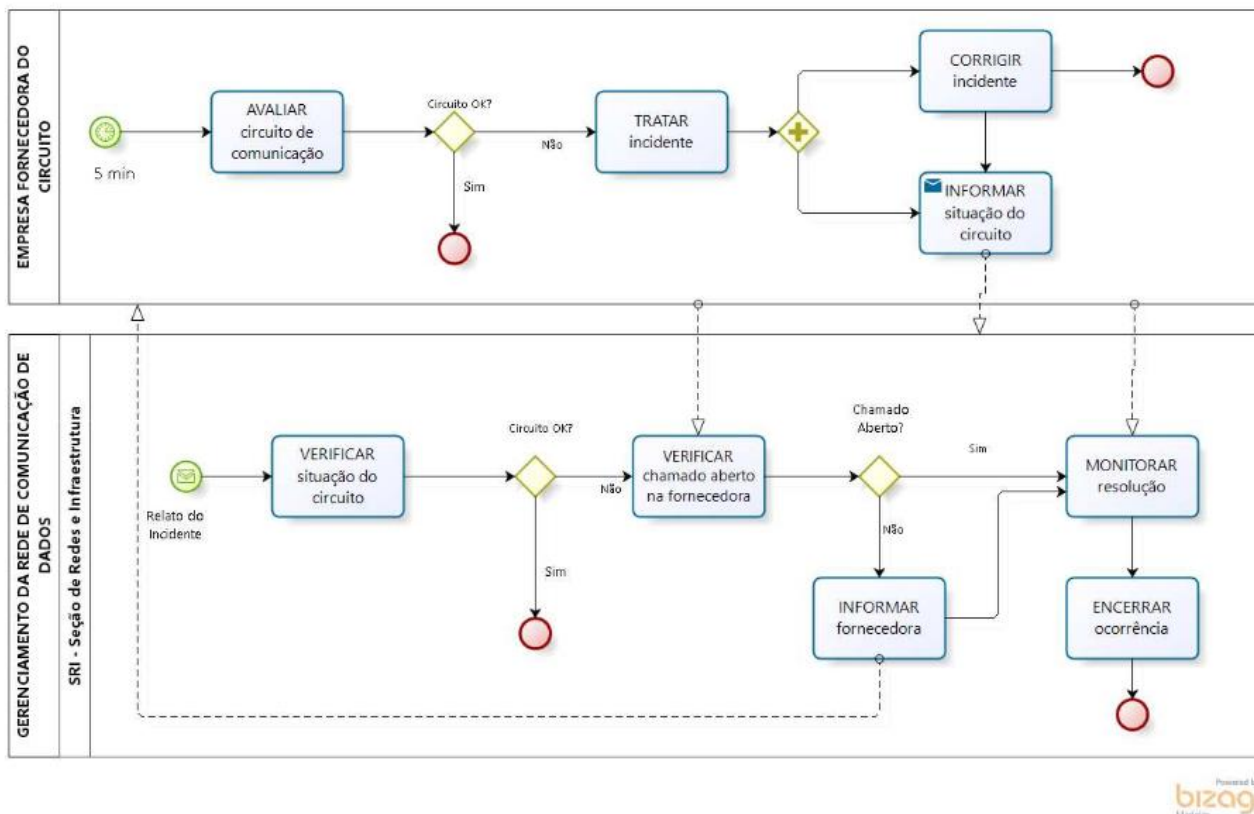 EMPRESA FORNECEDORA DO
CIRCUITO
5 min
AVALIAR
circuito de
comunicação
Circuito OK?
Não
Sim
TRATAR
incidente
CORRIGIR
incidente
INFORMAR
situação do
circuito
GERENCIAMENTO DA REDE DE COMUNICAÇÃO DE
DADOS
SRI - Seção de Redes e Infraestrutura
Relato do
Incidente
VERIFICAR
situação do
circuito
Circuito OK?
Não
Sim
VERIFICAR
chamado aberto
na fornecedora
Chamado
Aberto?
Sim
Não
INFORMAR
fornecedora
MONITORAR
resolução
ENCERRAR
ocorrência
Powered b
bizag